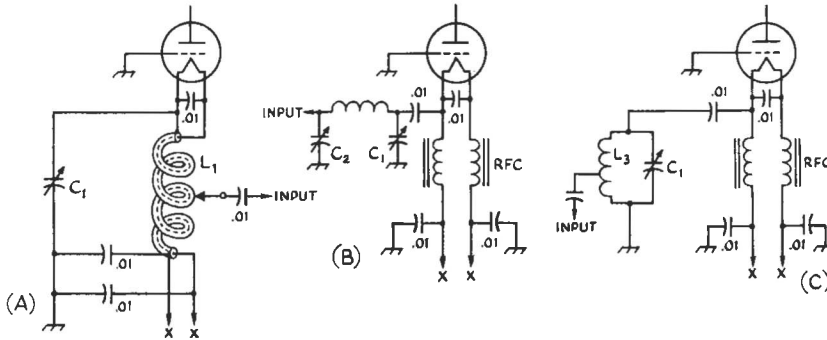 .01
L1
C1
INPUT
.01
.01
.01
(A)
X X
.01
.01
INPUT
C2
C1
RFC
.01
.01
(B)
X X
.01
.01
L3
C1
RFC
INPUT
.01
.01
(C)
X X